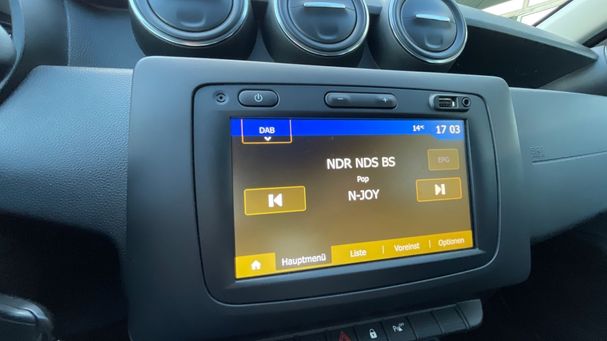 DAB
14°C
17 03
NDR NDS BS
EPG
Pop
N-JOY
Hauptmenü
Liste
Voreinst
Optionen